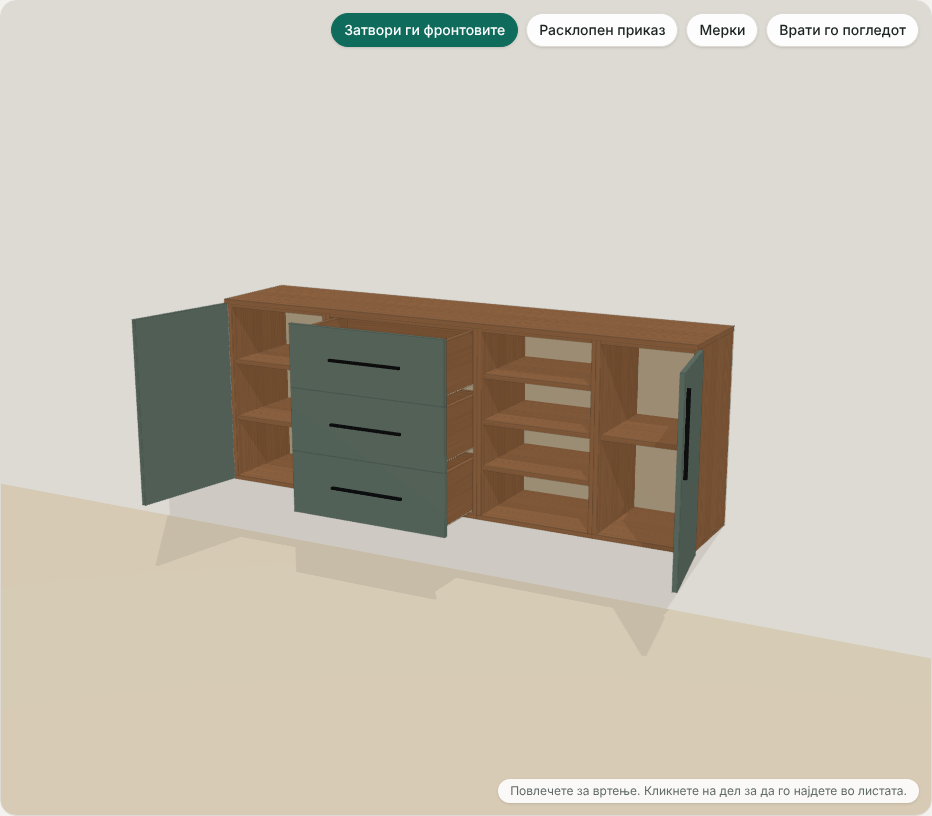 Затвори ги фронтовите
Расклопен приказ
Мерки
Врати го погледот
Повлечете за вртење. Кликнете на дел за да го најдете во листата.